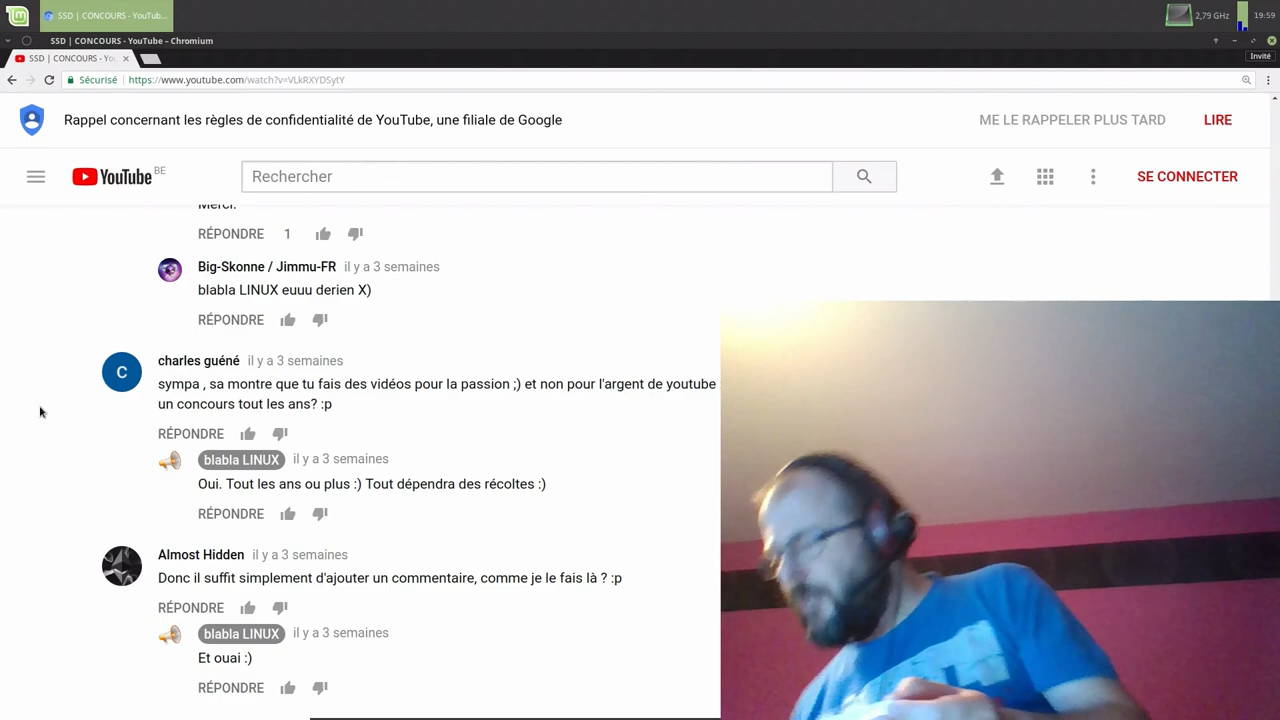 SSD | CONCOURS - YouTub...
2,79 GHz
19:59
SSD | CONCOURS - YouTube – Chromium
SSD | CONCOURS - Yo
Invité
Sécurisé
https://www.youtube.com/watch?v=VLkRXYDSytY
Rappel concernant les règles de confidentialité de YouTube, une filiale de Google
ME LE RAPPELER PLUS TARD
LIRE
YouTube BE
Rechercher
SE CONNECTER
Merci.
RÉPONDRE 1
Big-Skonne / Jimmu-FR il y a 3 semaines
blabla LINUX euuu derien X)
RÉPONDRE
C
charles guéné il y a 3 semaines
sympa , sa montre que tu fais des vidéos pour la passion ;) et non pour l'argent de youtube
un concours tout les ans? :p
RÉPONDRE
blabla LINUX il y a 3 semaines
Oui. Tout les ans ou plus :) Tout dépendra des récoltes :)
RÉPONDRE
Almost Hidden il y a 3 semaines
Donc il suffit simplement d'ajouter un commentaire, comme je le fais là ? :p
RÉPONDRE
blabla LINUX il y a 3 semaines
Et ouai :)
RÉPONDRE